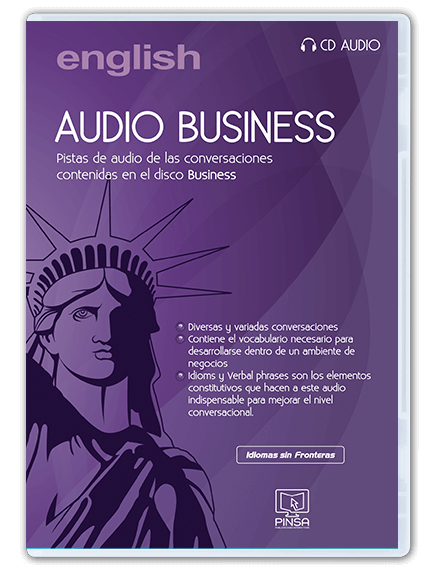 english
CD AUDIO
AUDIO BUSINESS
Pistas de audio de las conversaciones
contenidas en el disco Business
Diversas y variadas conversaciones
Contiene el vocabulario necesario para
desarrollarse dentro de un ambiente de
negocios
Idioms y Verbal phrases son los elementos
constitutivos que hacen a este audio
indispensable para mejorar el nivel
conversacional.
Idiomas sin Fronteras
PINSA